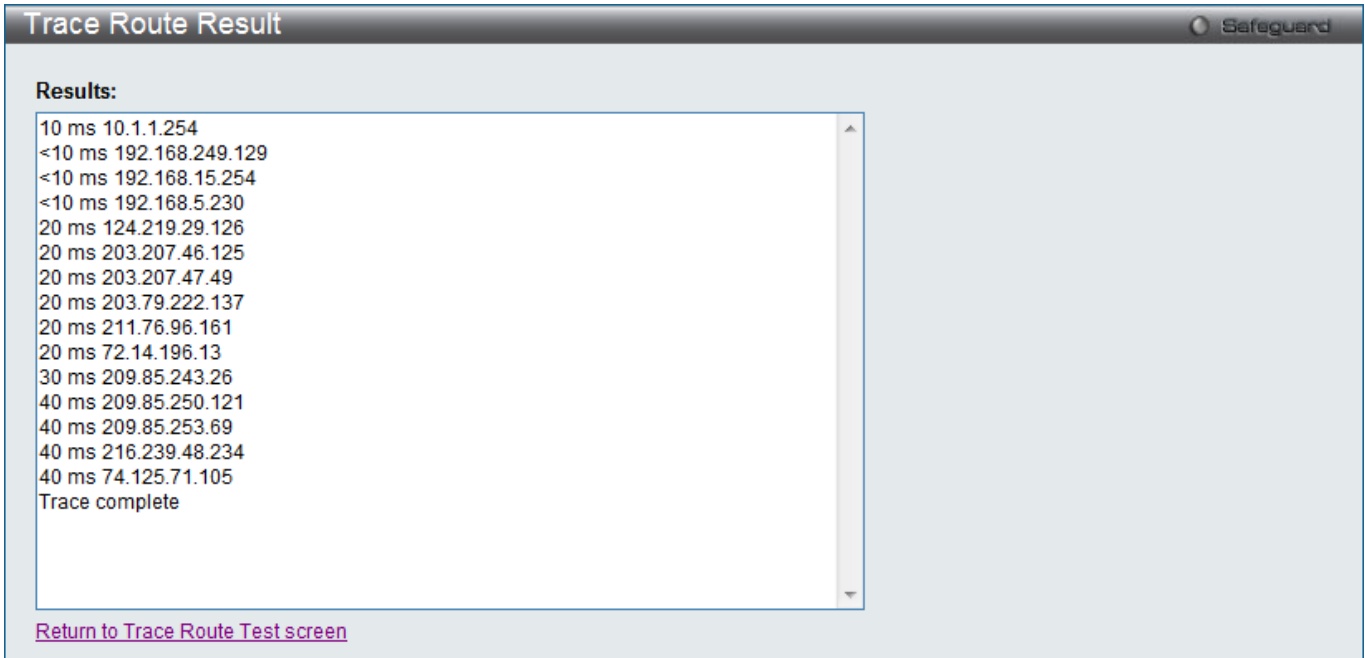 Trace Route Result
Safeguard
Results:
10 ms 10.1.1.254
<10 ms 192.168.249.129
<10 ms 192.168.15.254
<10 ms 192.168.5.230
20 ms 124.219.29.126
20 ms 203.207.46.125
20 ms 203.207.47.49
20 ms 203.79.222.137
20 ms 211.76.96.161
20 ms 72.14.196.13
30 ms 209.85.243.26
40 ms 209.85.250.121
40 ms 209.85.253.69
40 ms 216.239.48.234
40 ms 74.125.71.105
Trace complete
Return to Trace Route Test screen